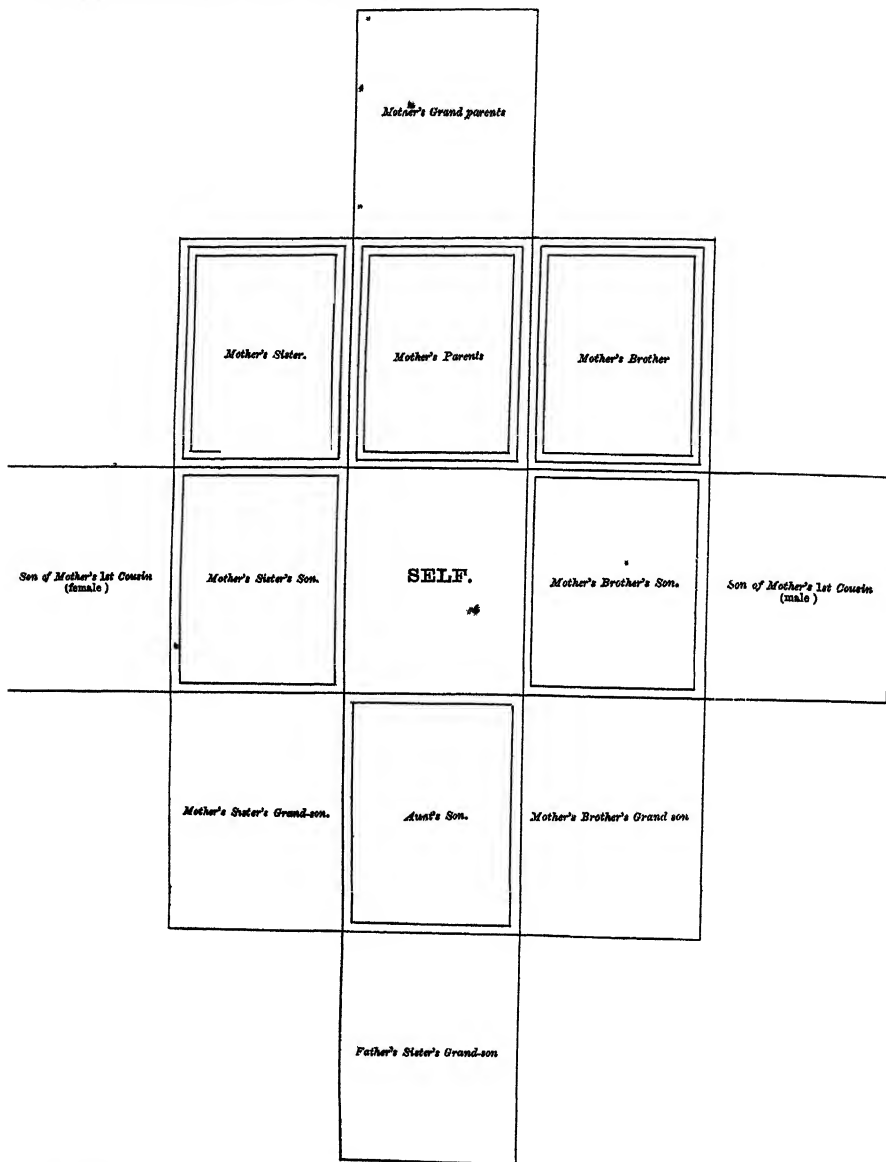 Mother's Grand parents
Mother's Sister.
Mother's Parents
Mother's Brother
Son of Mother's 1st Cousin
(female)
Mother's Sister's Son.
SELF.
Mother's Brother's Son.
Son of Mother's 1st Cousin
(male)
Mother's Sister's Grand-son.
Aunt's Son.
Mother's Brother's Grand son
Father's Sister's Grand-son